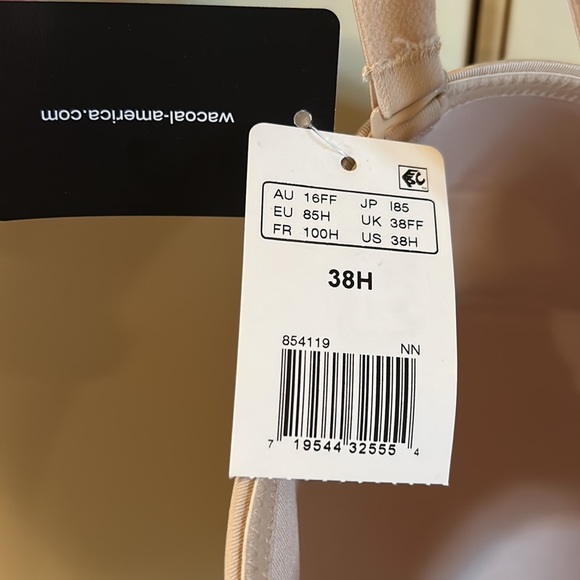 wacoal-america.com
AU 16FF JP I85
EU 85H UK 38FF
FR 100H US 38H
38H
854119 NN
7 19544 32555 4